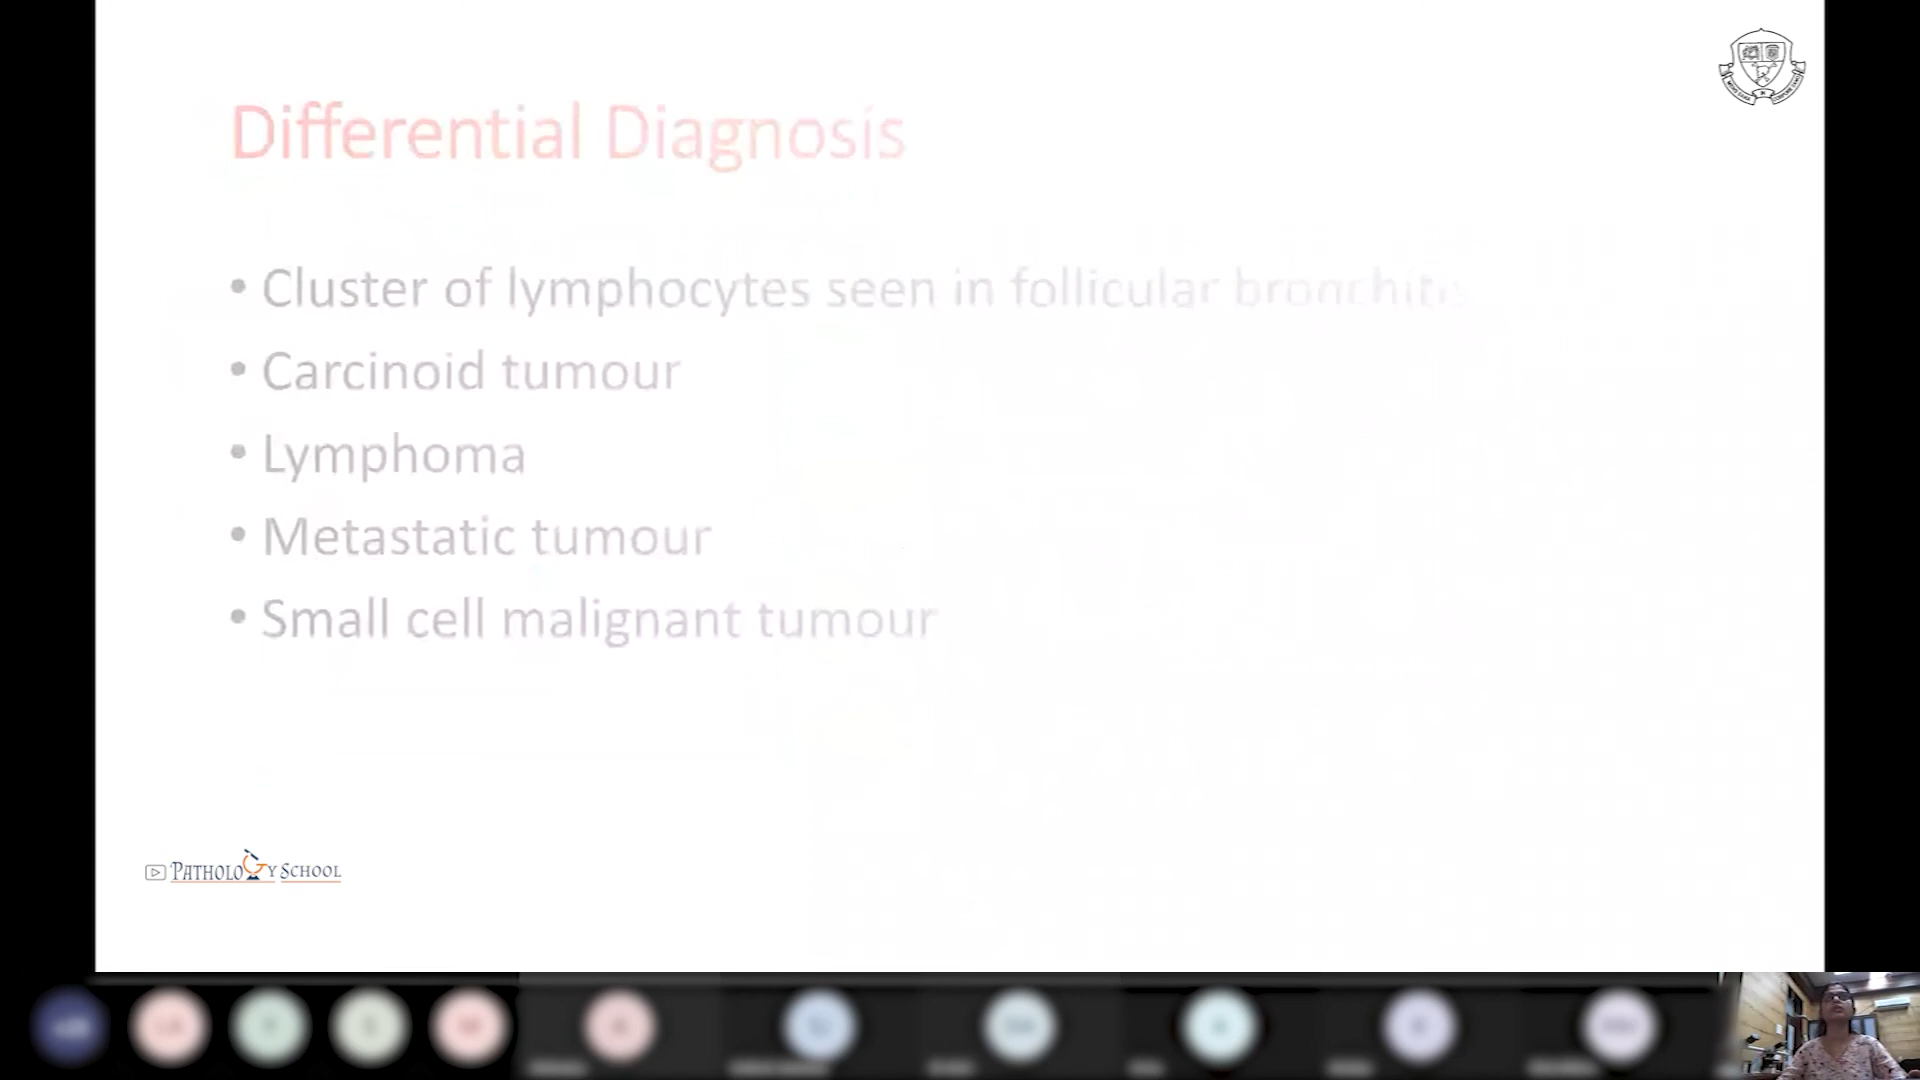 Differential Diagnosis
• Cluster of lymphocytes seen in follicular bronchitis
• Carcinoid tumour
• Lymphoma
• Metastatic tumour
• Small cell malignant tumour
PATHOLOGY SCHOOL